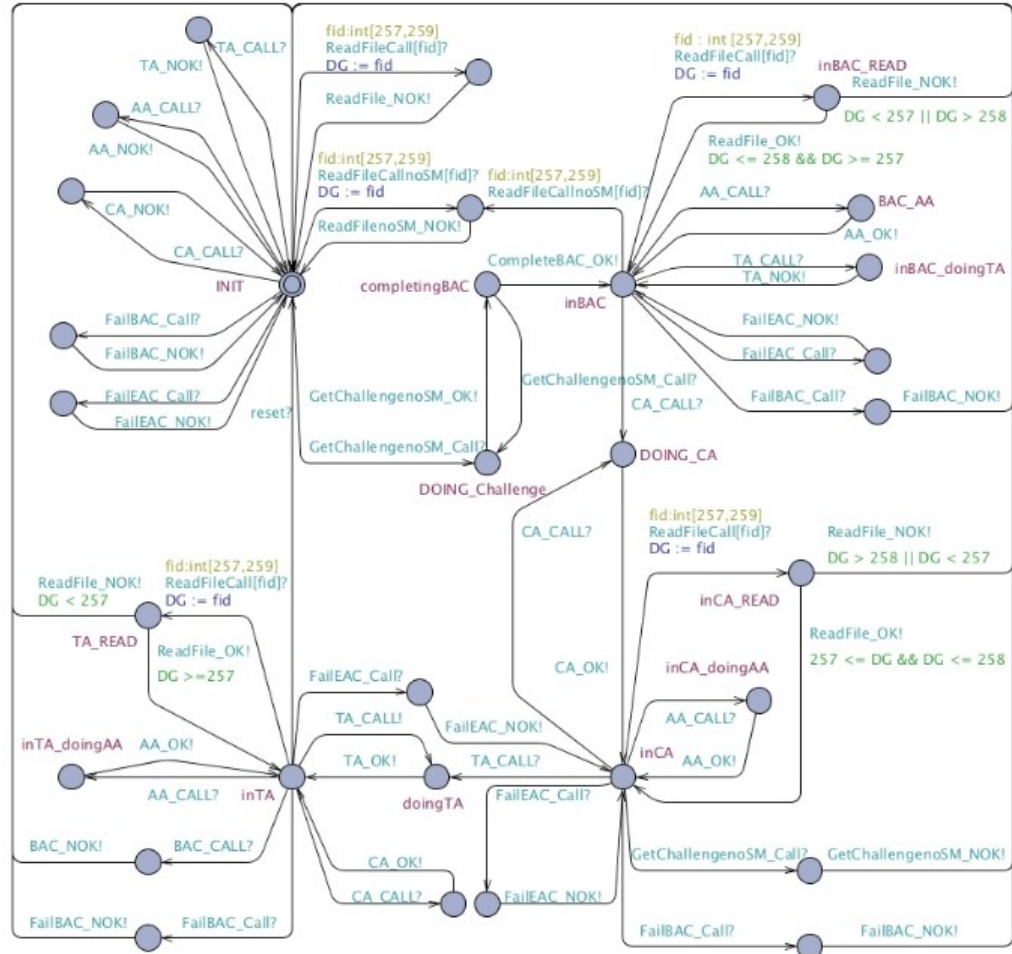 TA_CALL?
TA_NOK!
AA_CALL?
AA_NOK!
CA_NOK!
CA_CALL?
INIT
FailBAC_Call?
FailBAC_NOK!
FailEAC_Call?
FailEAC_NOK!
reset?
fid:int[257,259]
ReadFileCall[fid]?
DG := fid
ReadFile_NOK!
fid:int[257,259]
ReadFileCallnoSM[fid]?
DG := fid
ReadFilenoSM_NOK!
fid:int[257,259]
ReadFileCallnoSM[fid]?
completingBAC
CompleteBAC_OK!
inBAC
GetChallengenoSM_Call?
GetChallengenoSM_OK!
GetChallengenoSM_Call?
DOING_Challenge
fid : int [257,259]
ReadFileCall[fid]?
DG := fid
inBAC_READ
ReadFile_NOK!
DG < 257 || DG > 258
ReadFile_OK!
DG <= 258 && DG >= 257
AA_CALL?
BAC_AA
AA_OK!
TA_CALL?
TA_NOK!
inBAC_doingTA
FailEAC_NOK!
FailEAC_Call?
FailBAC_Call?
FailBAC_NOK!
CA_CALL?
DOING_CA
CA_CALL?
CA_OK!
fid:int[257,259]
ReadFileCall[fid]?
DG := fid
inCA_READ
ReadFile_NOK!
DG > 258 || DG < 257
ReadFile_OK!
257 <= DG && DG <= 258
inCA_doingAA
AA_CALL?
AA_OK!
inCA
ReadFile_NOK!
DG < 257
TA_READ
fid:int[257,259]
ReadFileCall[fid]?
DG := fid
ReadFile_OK!
DG >=257
inTA_doingAA
AA_OK!
AA_CALL?
inTA
FailEAC_Call?
FailEAC_NOK!
TA_CALL!
TA_OK!
doingTA
TA_CALL?
FailEAC_Call?
FailEAC_NOK!
BAC_NOK!
BAC_CALL?
CA_OK!
CA_CALL?
FailBAC_NOK!
FailBAC_Call?
GetChallengenoSM_Call?
GetChallengenoSM_NOK!
FailBAC_Call?
FailBAC_NOK!